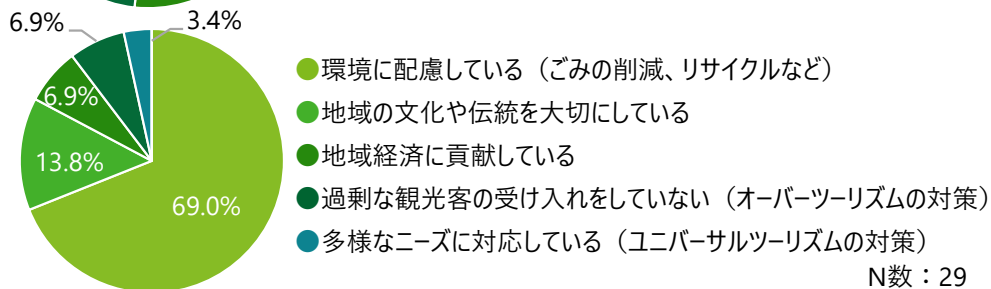 6.9%
3.4%
6.9%
13.8%
69.0%
環境に配慮している（ごみの削減、リサイクルなど）
地域の文化や伝統を大切にしている
地域経済に貢献している
過剰な観光客の受け入れをしていない（オーバーツーリズムの対策）
多様なニーズに対応している（ユニバーサルツーリズムの対策）
N数：29